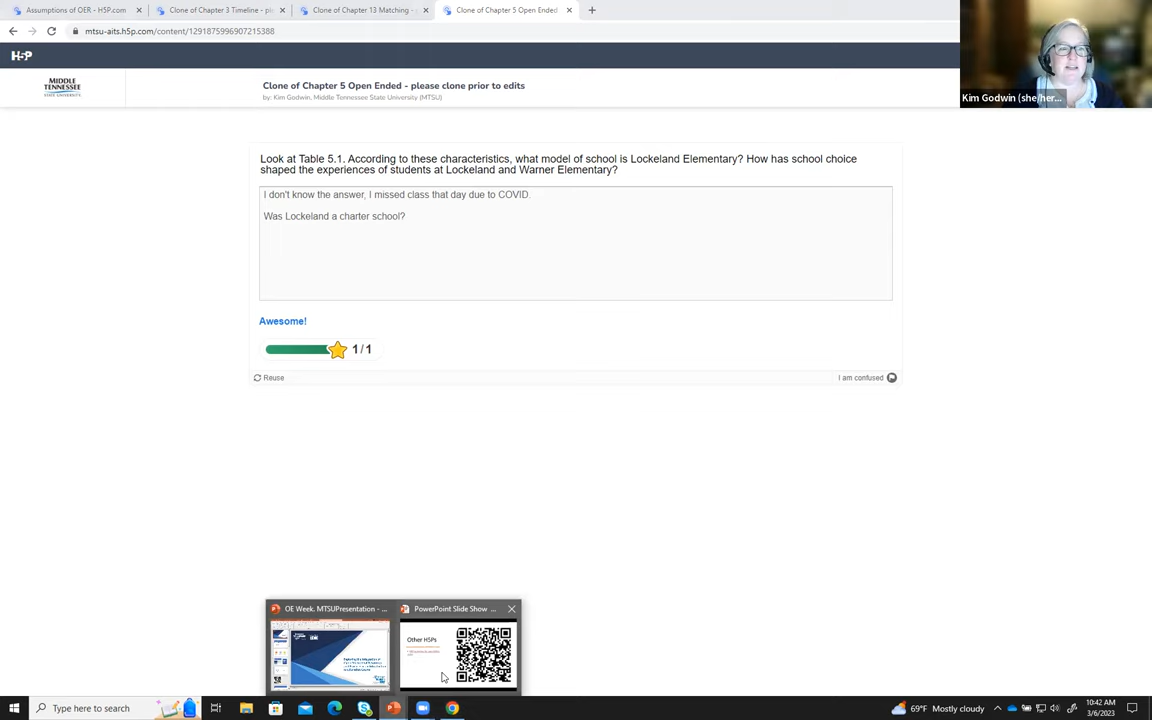 Assumptions of OER - H5P.com
Clone of Chapter 3 Timeline - pl
Clone of Chapter 13 Matching -
Clone of Chapter 5 Open Ended
mtsu-aits.h5p.com/content/1291875996907215388
H5P
MIDDLE
TENNESSEE
STATE UNIVERSITY
Clone of Chapter 5 Open Ended - please clone prior to edits
by: Kim Godwin, Middle Tennessee State University (MTSU)
Kim Godwin (she/her...
Look at Table 5.1. According to these characteristics, what model of school is Lockeland Elementary? How has school choice
shaped the experiences of students at Lockeland and Warner Elementary?
I don't know the answer, I missed class that day due to COVID.
Was Lockeland a charter school?
Awesome!
1/1
Reuse
I am confused
OE Week. MTSUPresentation - ...
PowerPoint Slide Show ...
Other H5Ps
Type here to search
69°F Mostly cloudy
10:42 AM
3/6/2023